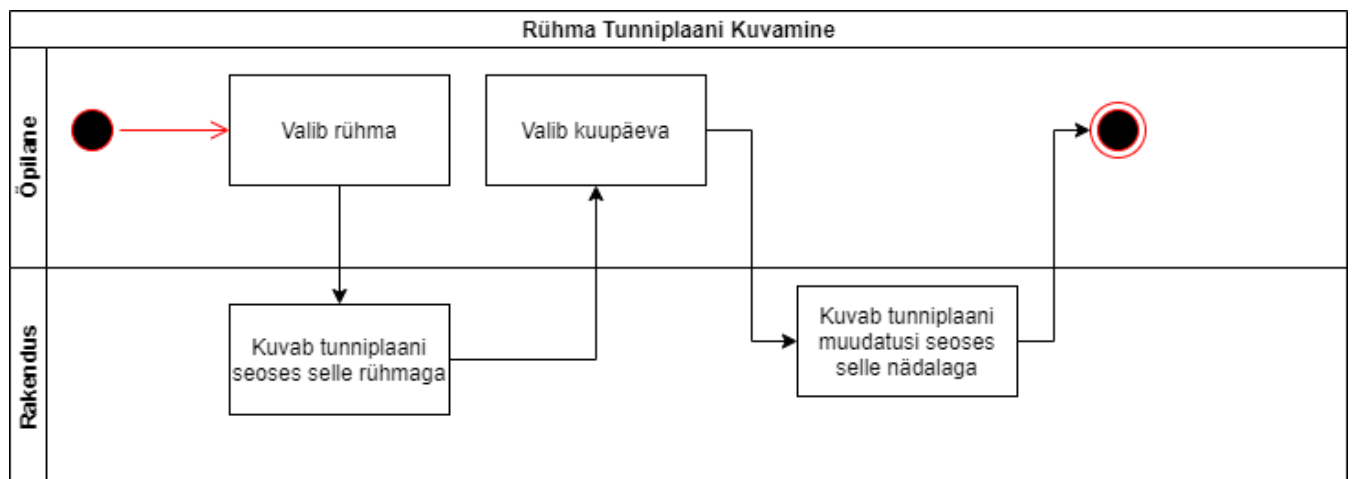 Rühma Tunniplaani Kuvamine
Õpilane
Valib rühma
Valib kuupäeva
Rakendus
Kuvab tunniplaani
seoses selle rühmaga
Kuvab tunniplaani
muudatusi seoses
selle nädalaga